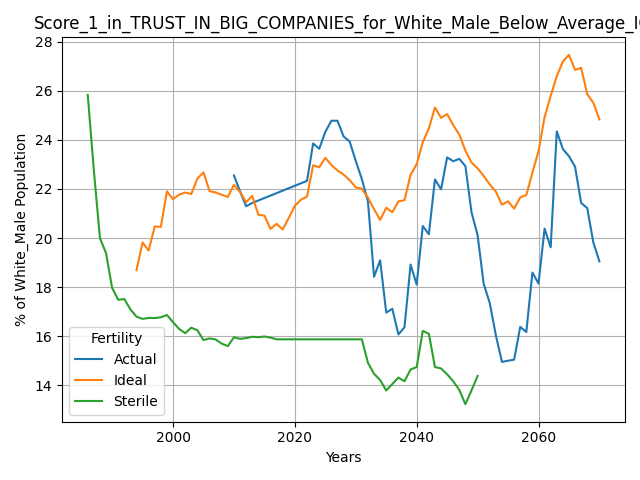 Score_1_in_TRUST_IN_BIG_COMPANIES_for_White_Male_Below_Average_I
28
26
24
22
20
18
16
14
% of White_Male Population
Fertility
Actual
Ideal
Sterile
2000
2020
2040
2060
Years